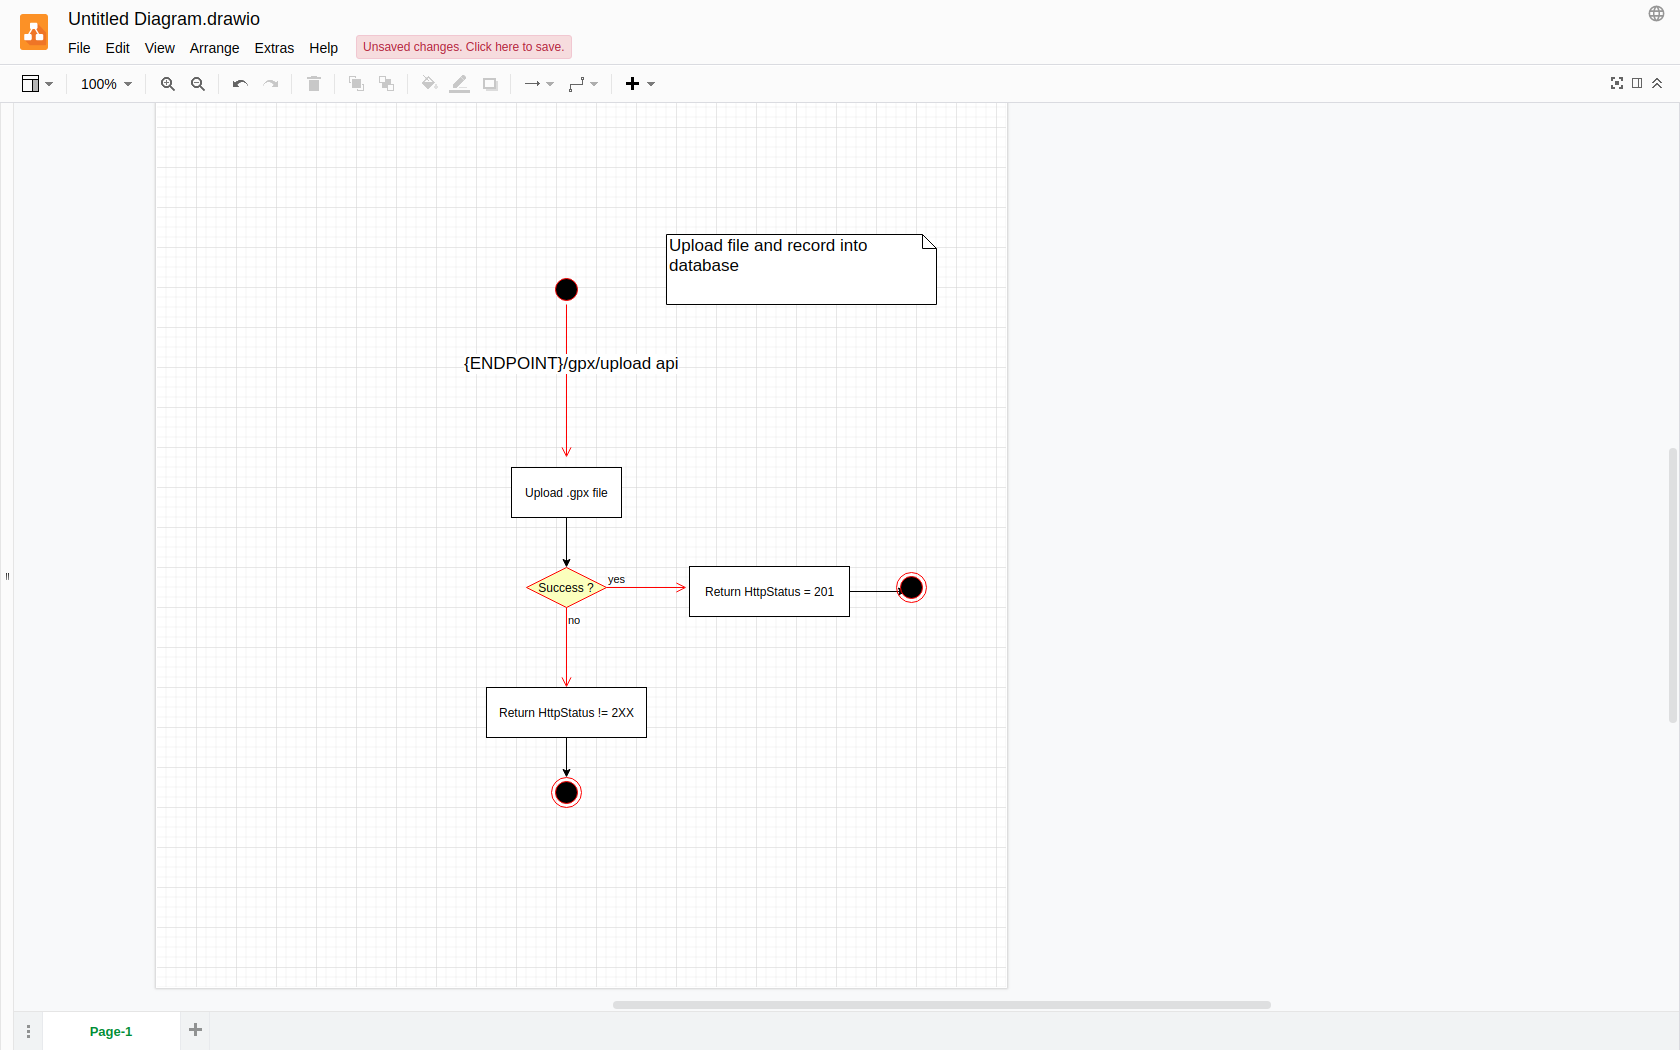 Untitled Diagram.drawio
File Edit View Arrange Extras Help Unsaved changes. Click here to save.
100%
Upload file and record into
database
{ENDPOINT}/gpx/upload api
Upload .gpx file
Success ?
yes
Return HttpStatus = 201
no
Return HttpStatus != 2XX
Page-1